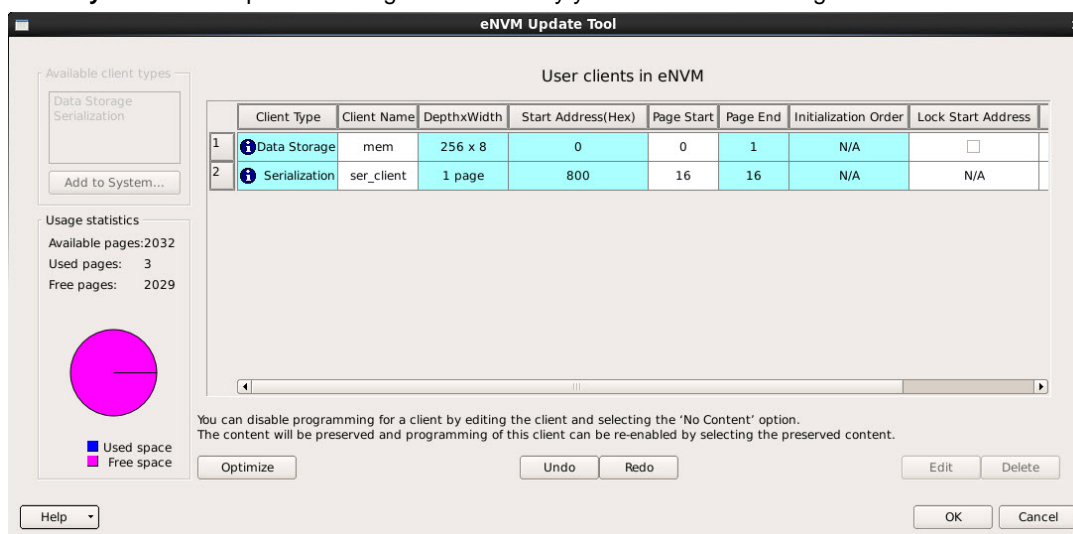 eNVM Update Tool
Available client types
Data Storage
Serialization
Add to System...
Usage statistics
Available pages:2032
Used pages: 3
Free pages: 2029
Used space
Free space
User clients in eNVM
Client Type Client Name DepthxWidth Start Address(Hex) Page Start Page End Initialization Order Lock Start Address
1 Data Storage mem 256 x 8 0 0 1 N/A
2 Serialization ser_client 1 page 800 16 16 N/A N/A
You can disable programming for a client by editing the client and selecting the 'No Content' option.
The content will be preserved and programming of this client can be re-enabled by selecting the preserved content.
Optimize Undo Redo Edit Delete
Help OK Cancel